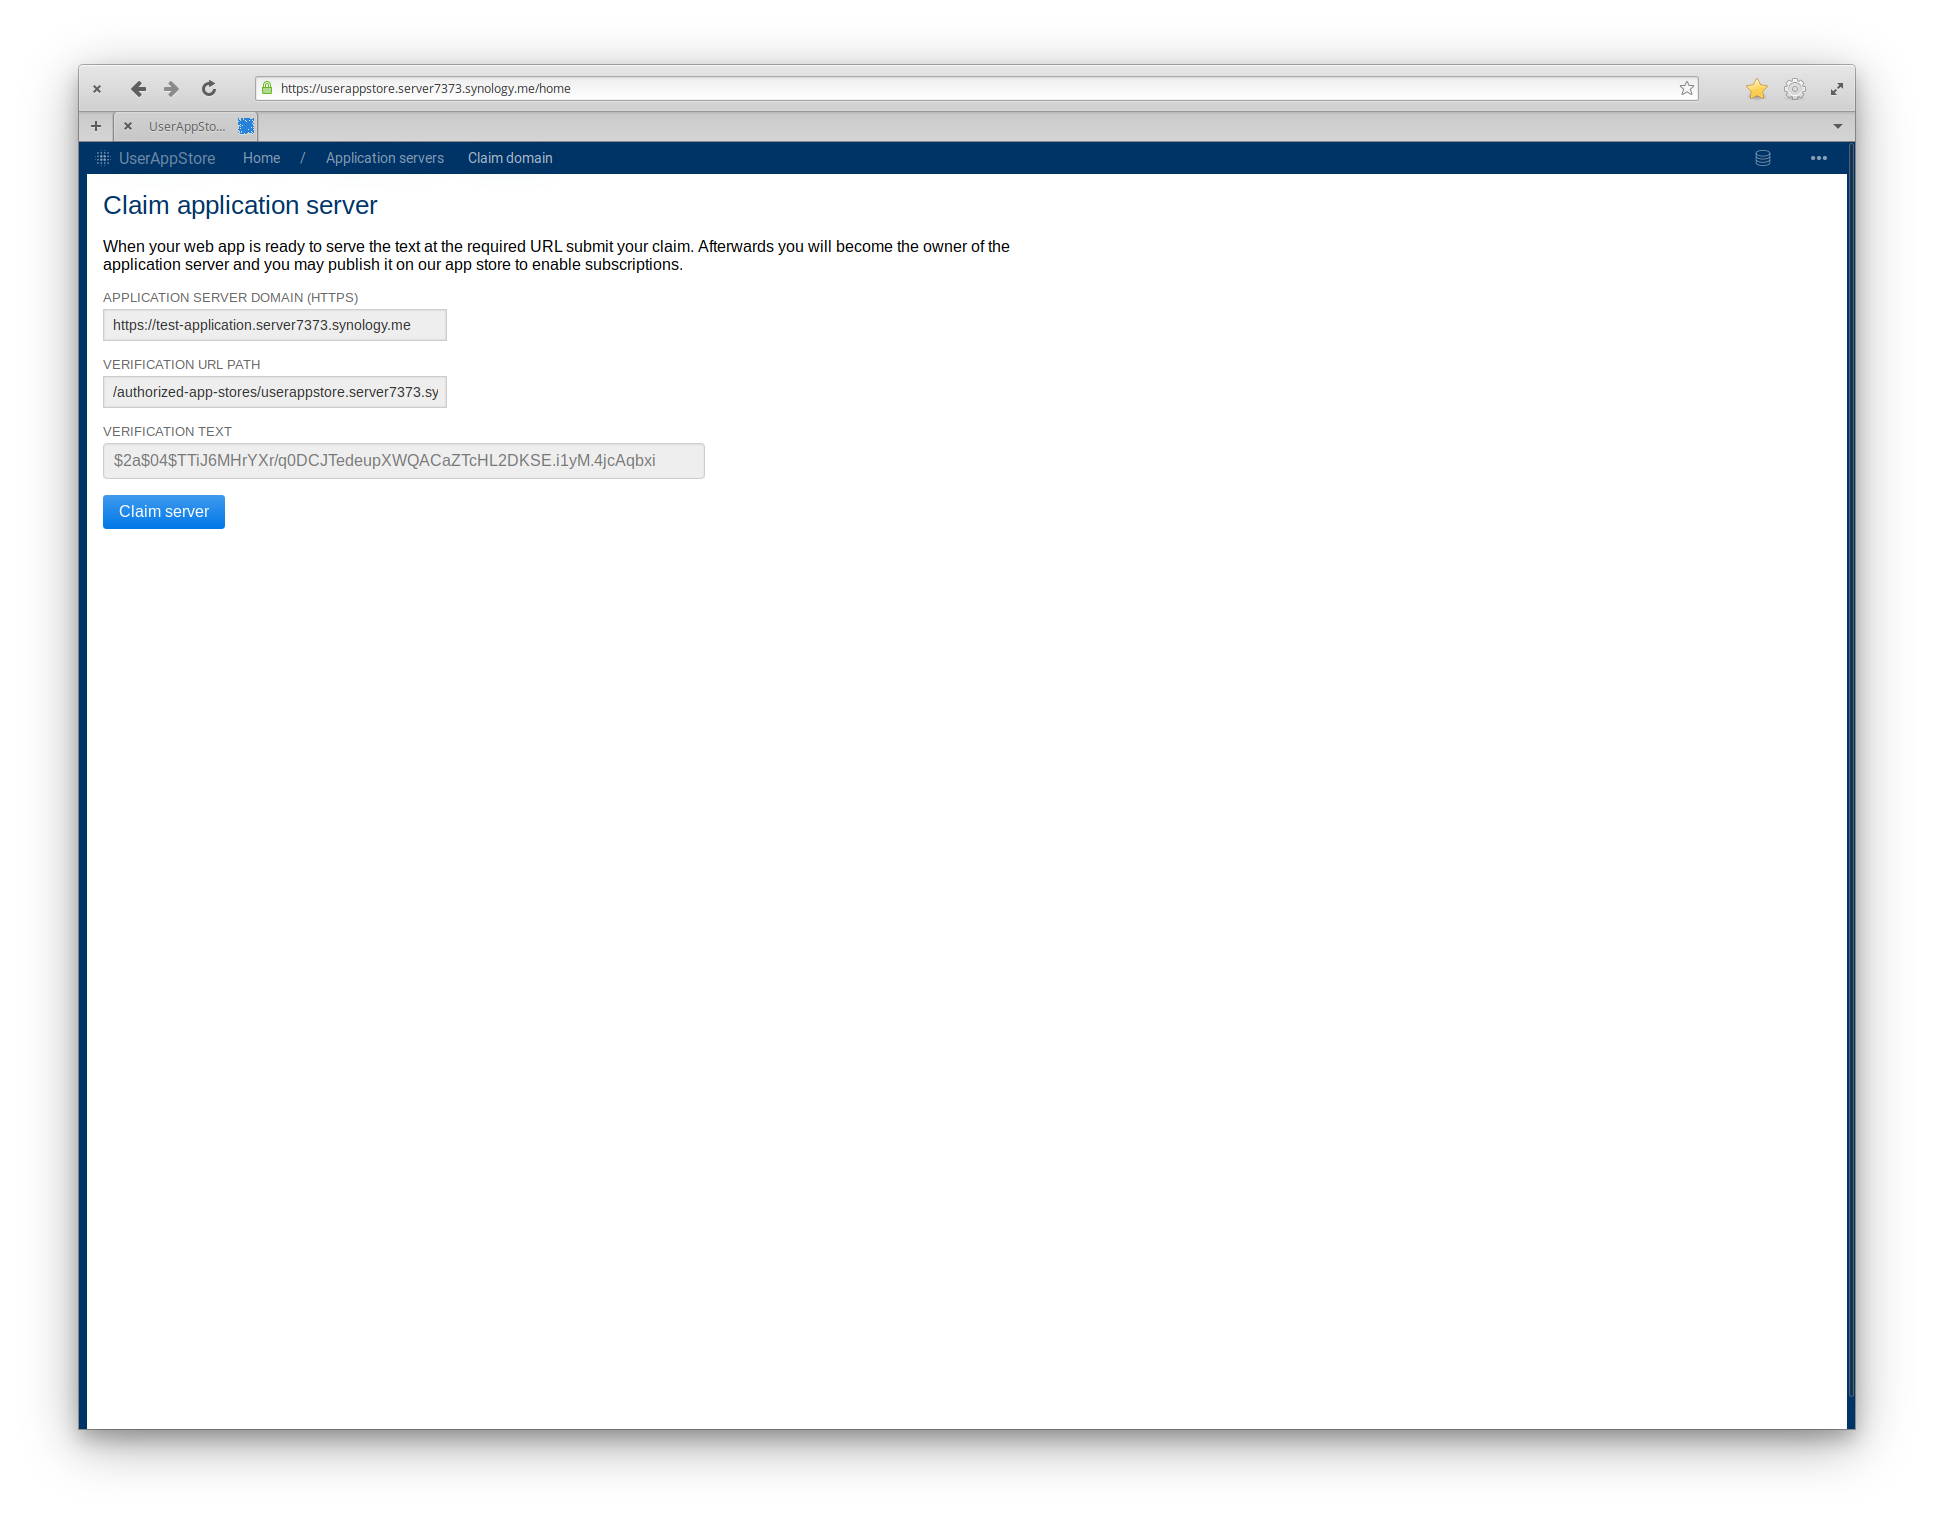 https://userappstore.server7373.synology.me/home
UserAppSto...
UserAppStore Home / Application servers Claim domain
Claim application server
When your web app is ready to serve the text at the required URL submit your claim. Afterwards you will become the owner of the
application server and you may publish it on our app store to enable subscriptions.
APPLICATION SERVER DOMAIN (HTTPS)
https://test-application.server7373.synology.me
VERIFICATION URL PATH
/authorized-app-stores/userappstore.server7373.sy
VERIFICATION TEXT
$2a$04$TTiJ6MHrYXr/q0DCJTedeupXWQACaZTcHL2DKSE.i1yM.4jcAqbxi
Claim server